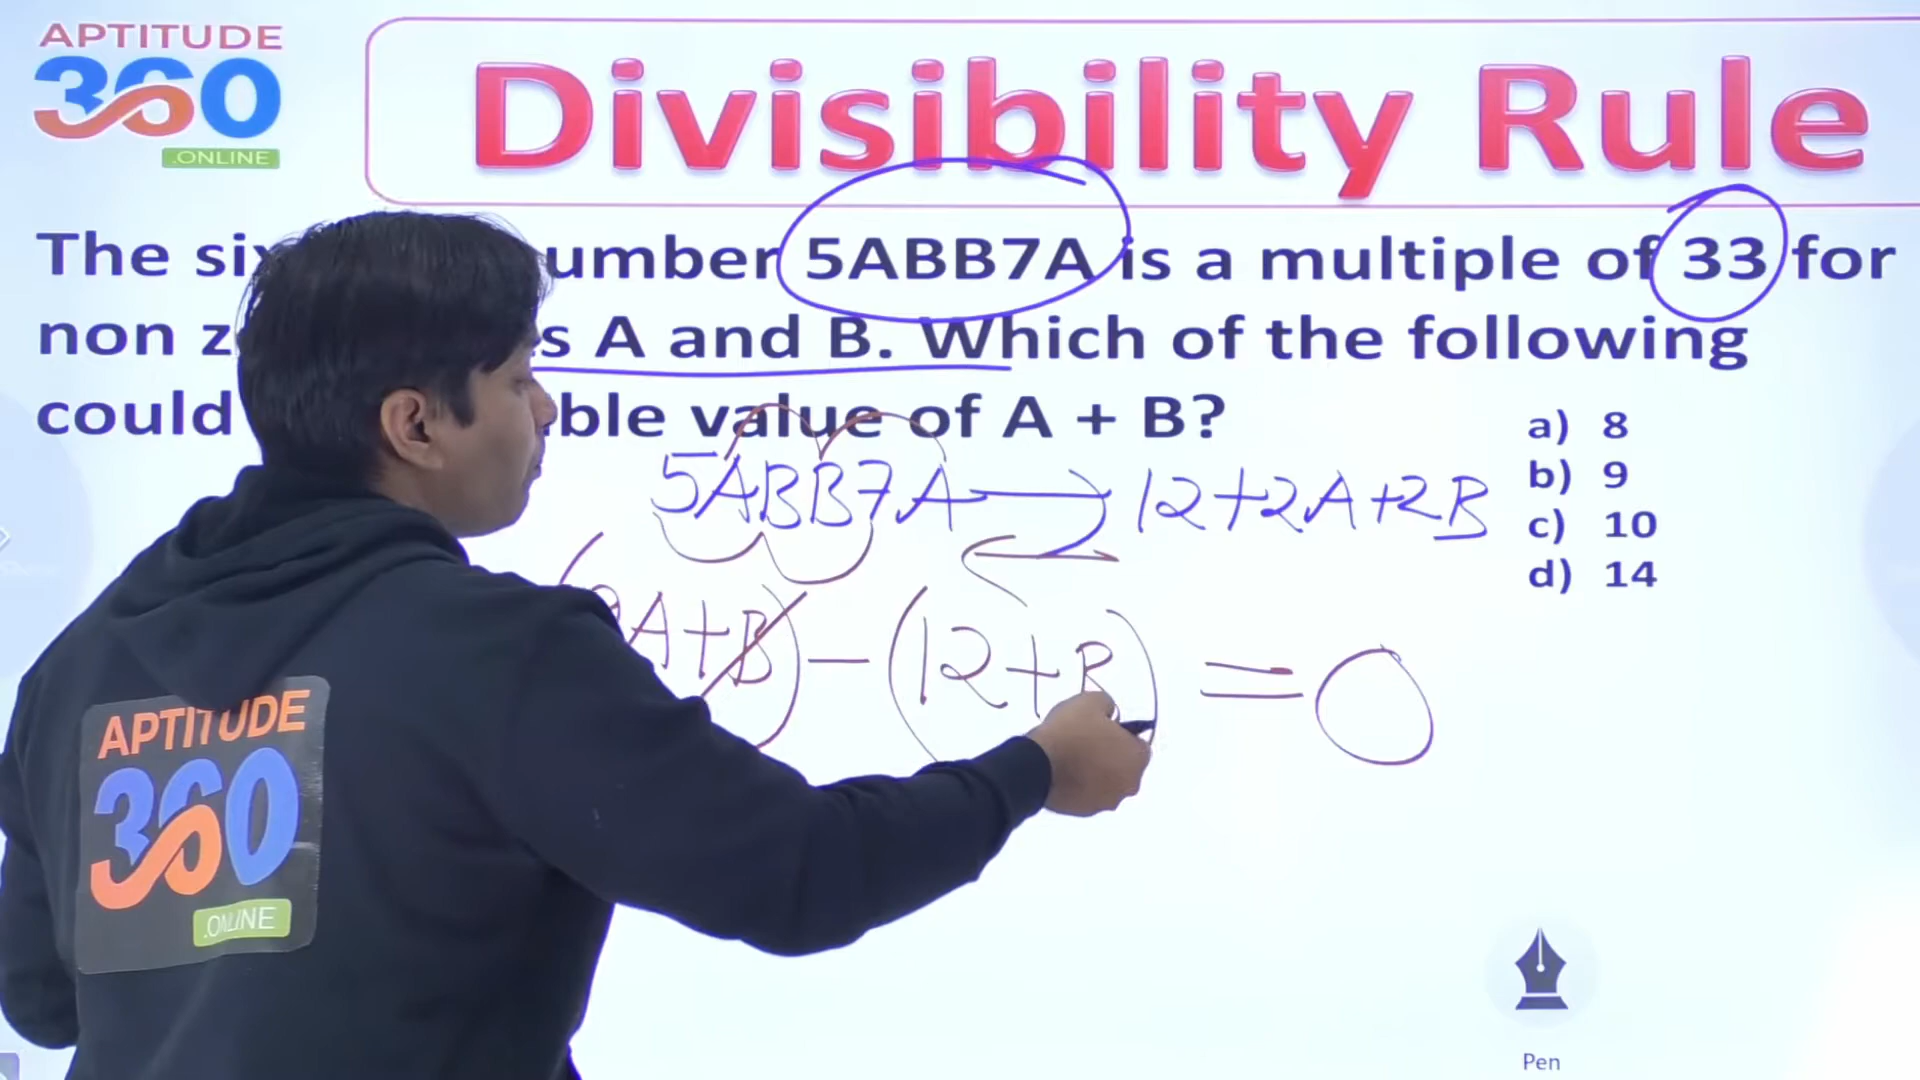 APTITUDE
360
.ONLINE
Divisibility Rule
The six umber 5ABB7A is a multiple of 33 for
non z s A and B. Which of the following
could ble value of A + B?
a) 8
b) 9
c) 10
d) 14
5ABB7A → 12+2A+2B
A+B) - (12+B) = 0
APTITUDE
360
.ONLINE
Pen